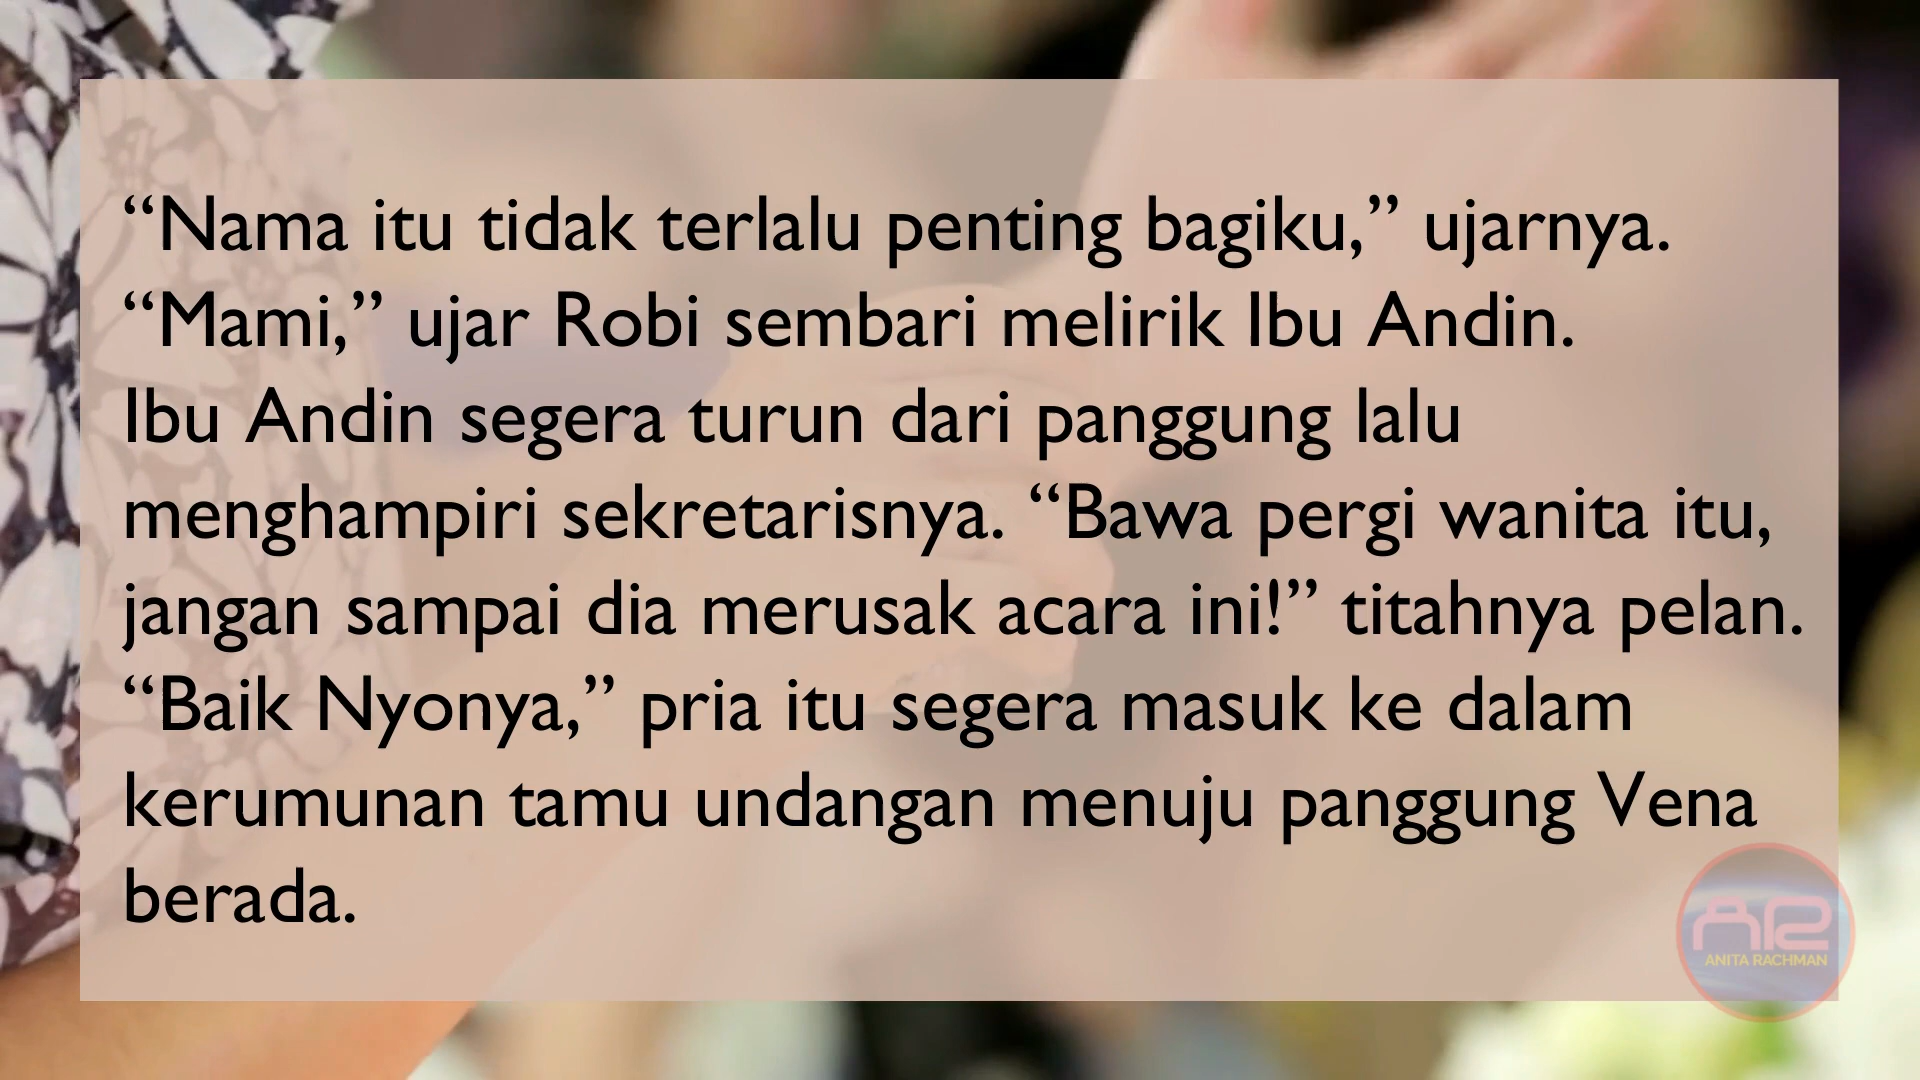 “Nama itu tidak terlalu penting bagiku,” ujarnya.
“Mami,” ujar Robi sembari melirik Ibu Andin.
Ibu Andin segera turun dari panggung lalu
menghampiri sekretarisnya. “Bawa pergi wanita itu,
jangan sampai dia merusak acara ini!” titahnya pelan.
“Baik Nyonya,” pria itu segera masuk ke dalam
kerumunan tamu undangan menuju panggung Vena
berada.
AR
ANITA RACHMAN